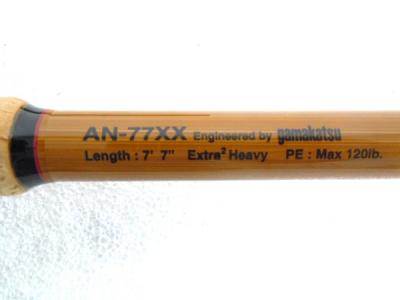 AN-77XX Engineered by gamakatsu
Length : 7' 7" Extra² Heavy PE : Max 120lb.